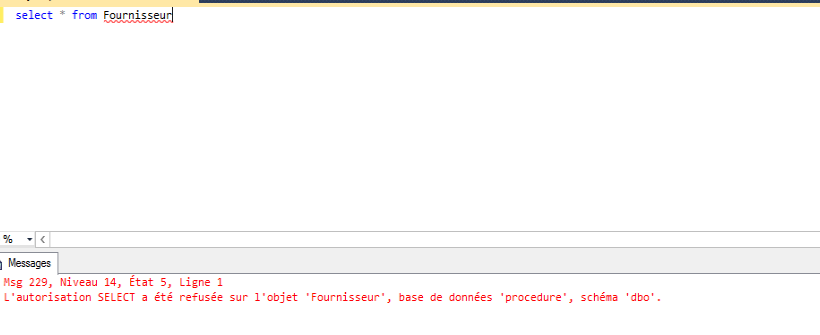 select * from Fournisseur
%
Messages
Msg 229, Niveau 14, État 5, Ligne 1
L'autorisation SELECT a été refusée sur l'objet 'Fournisseur', base de données 'procedure', schéma 'dbo'.